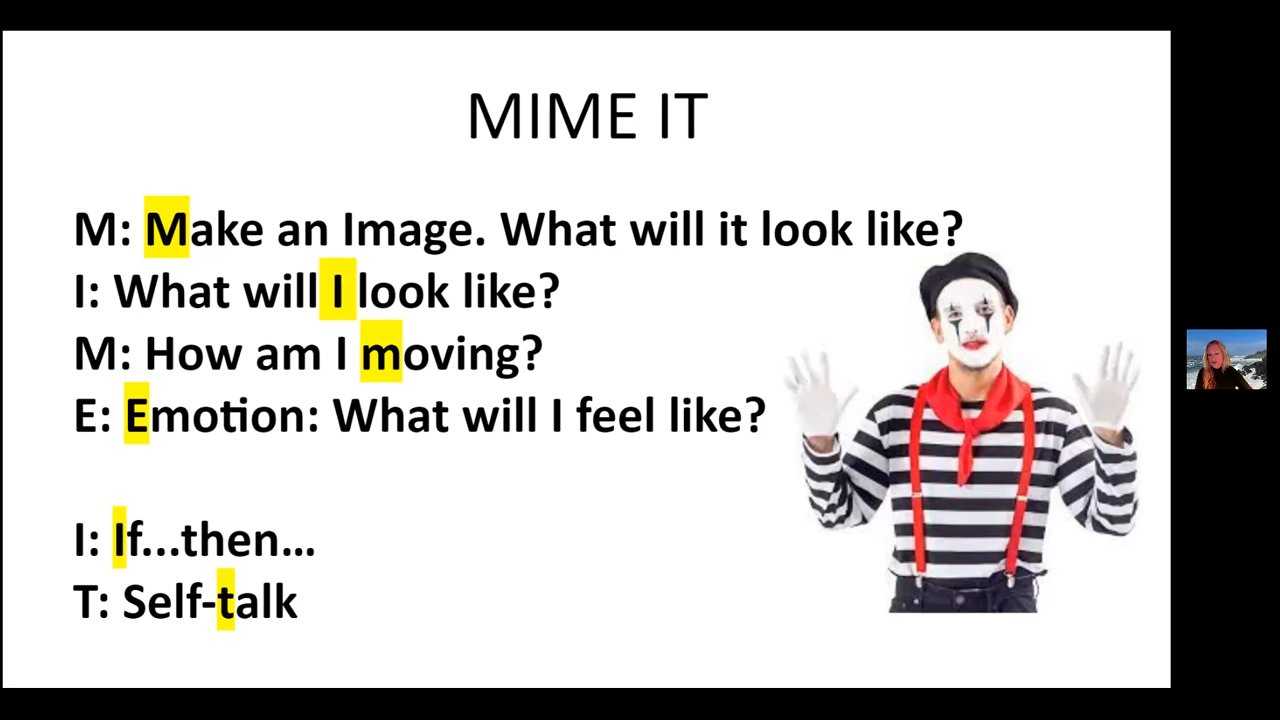 MIME IT
M: Make an Image. What will it look like?
I: What will I look like?
M: How am I moving?
E: Emotion: What will I feel like?
I: If...then...
T: Self-talk